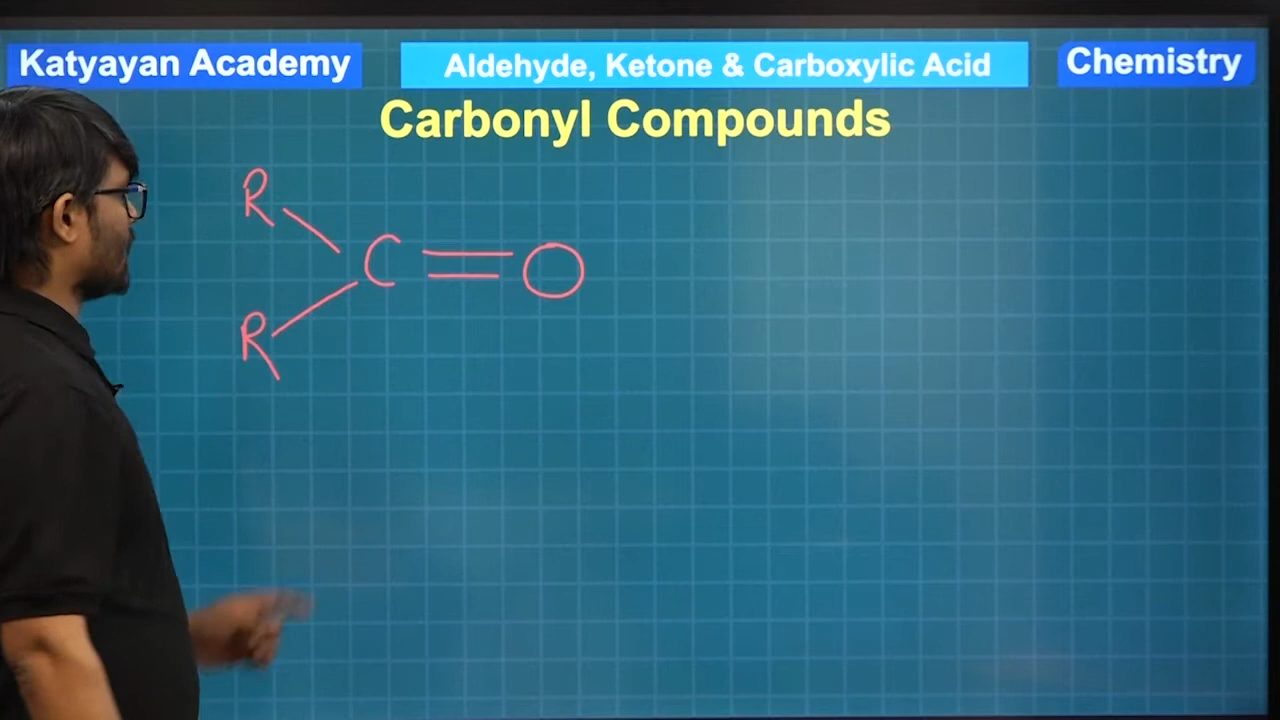 Katyayan Academy
Aldehyde, Ketone & Carboxylic Acid
Chemistry
Carbonyl Compounds
R
C = O
R